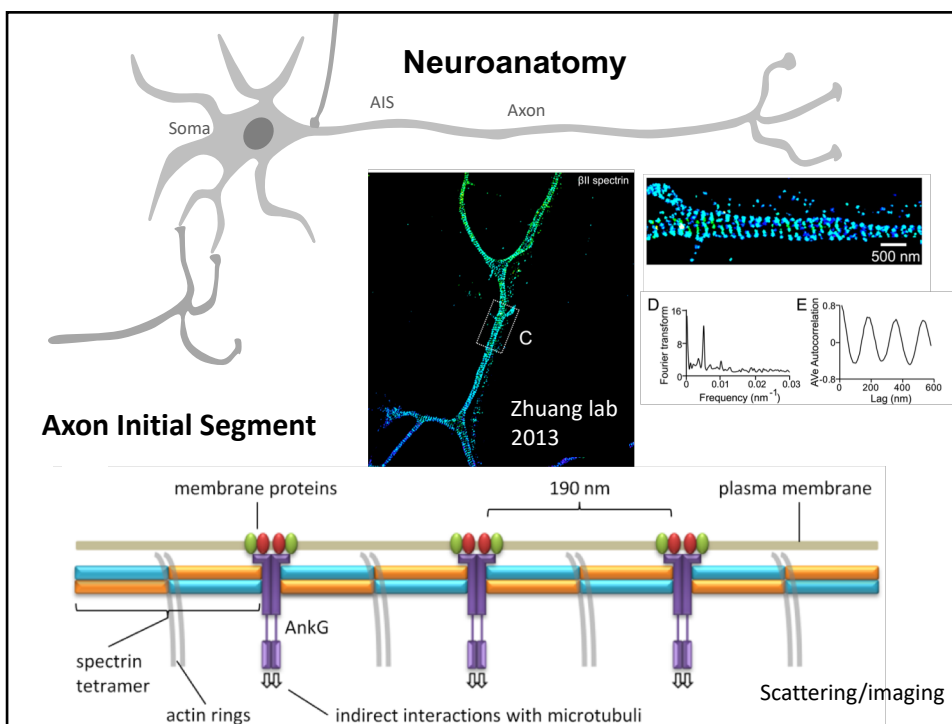 Neuroanatomy
AIS
Axon
Soma
βII spectrin
C
Zhuang lab
2013
500 nm
D
Fourier transform
16
8
0
0
0.01
0.02
0.03
Frequency (nm⁻¹)
E
AVe Autocorrelation
0.8
0
-0.8
0
200
400
600
Lag (nm)
Axon Initial Segment
membrane proteins
190 nm
plasma membrane
AnkG
spectrin
tetramer
actin rings
indirect interactions with microtubuli
Scattering/imaging